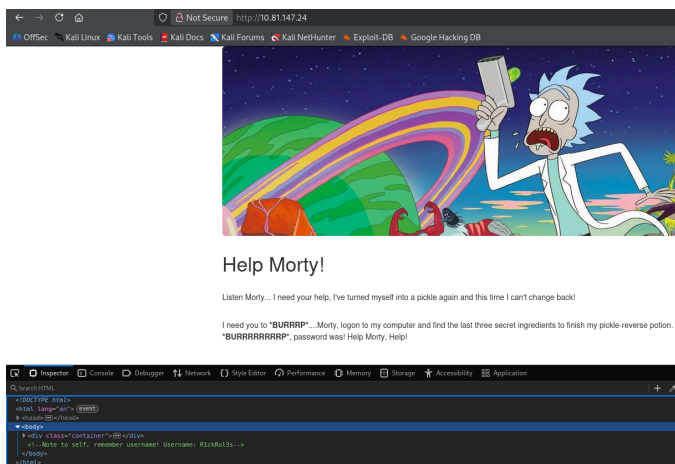 Not Secure http://10.81.147.24
OffSec Kali Linux Kali Tools Kali Docs Kali Forums Kali NetHunter Exploit-DB Google Hacking DB
Help Morty!
Listen Morty... I need your help, I've turned myself into a pickle again and this time I can't change back!
I need you to *BURRRP*....Morty, logon to my computer and find the last three secret ingredients to finish my pickle-reverse potion.
*BURRRRRRRRP*, password was! Help Morty, Help!
Inspector Console Debugger Network {} Style Editor Performance Memory Storage Accessibility Application
Search HTML
<!DOCTYPE html>
<html lang="en"> event
<head> </head>
<body>
<div class="container"> </div>
<!--Note to self, remember username! Username: R1ckRul3s-->
</body>
</html>